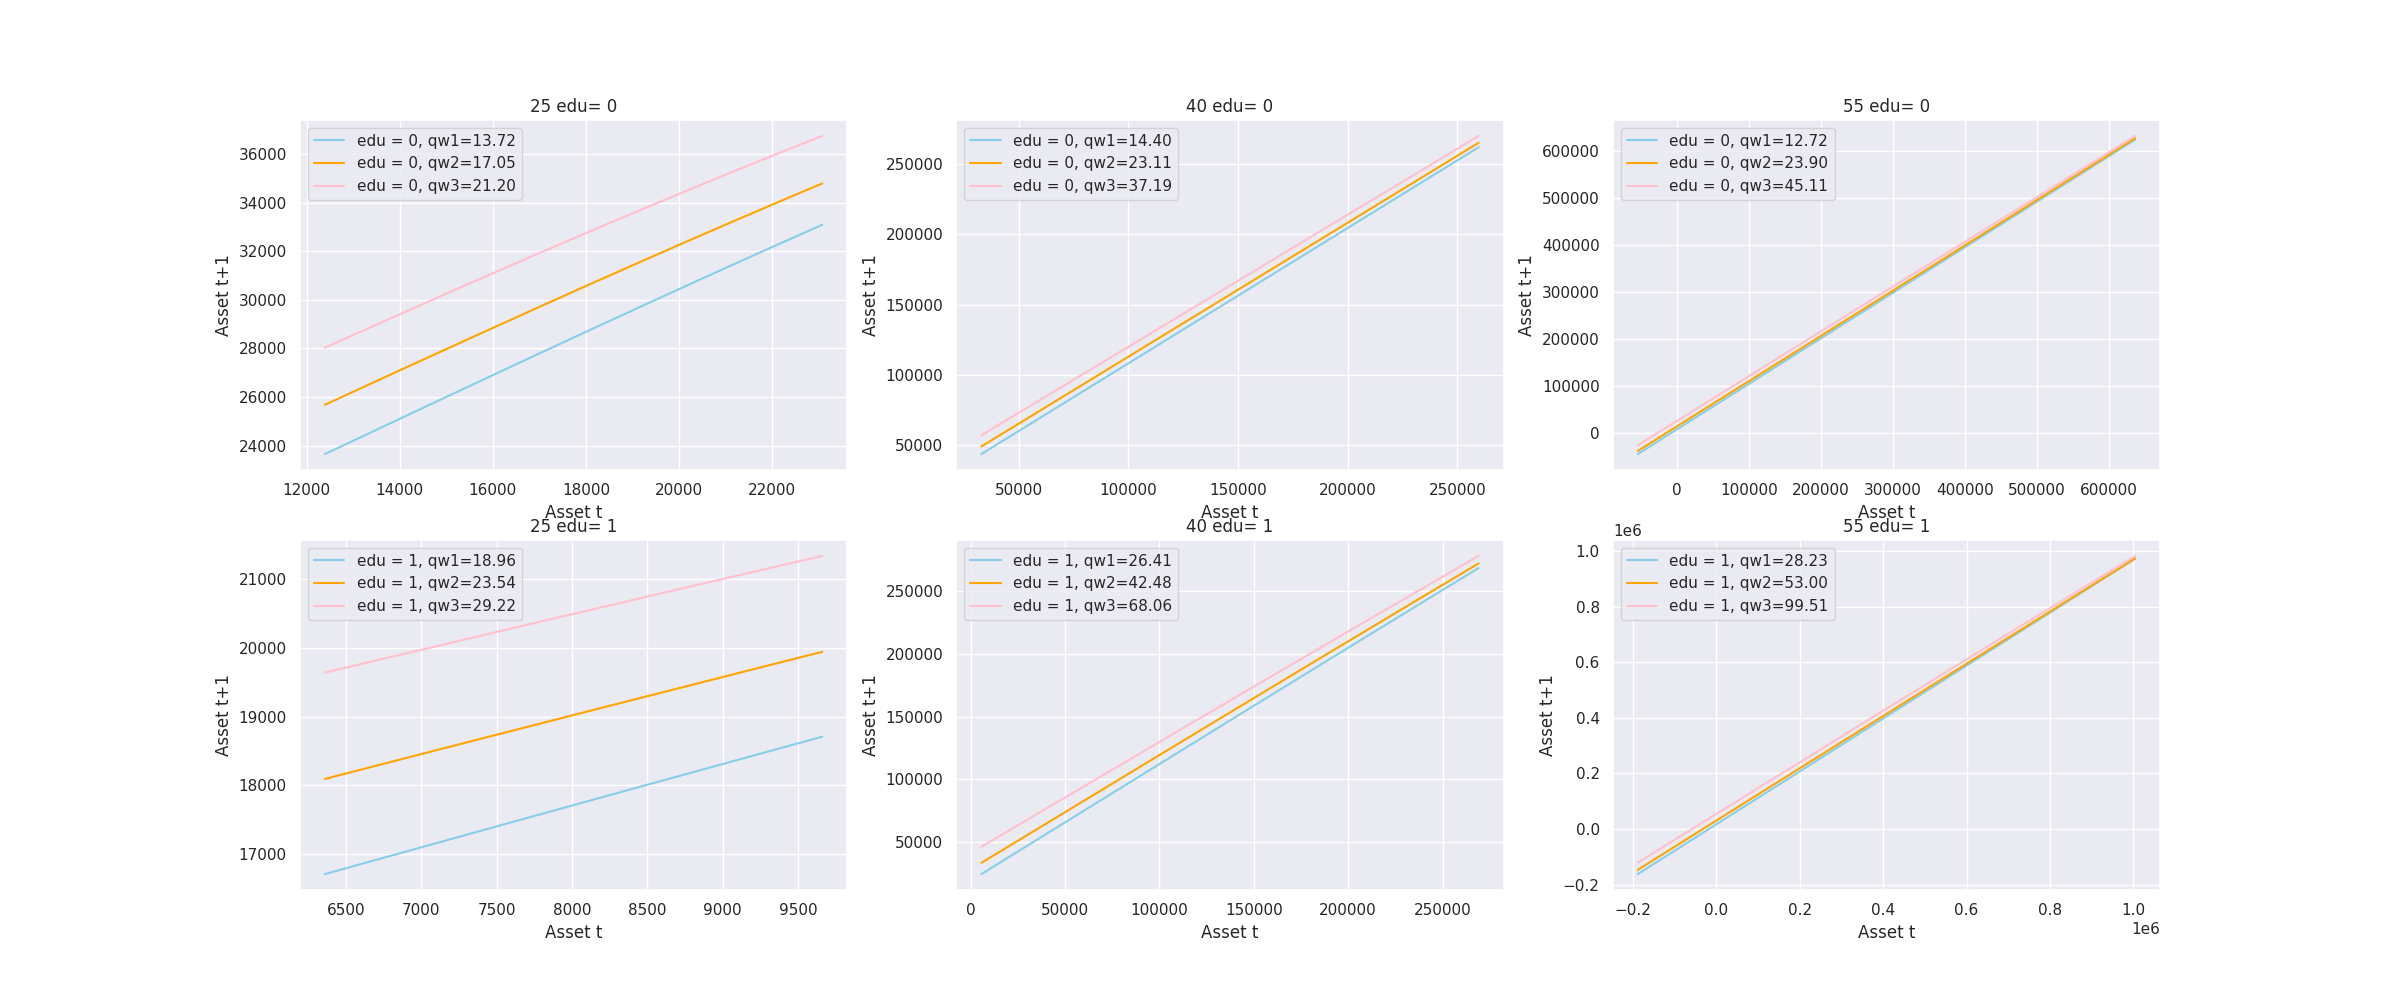 25 edu= 0
edu = 0, qw1=13.72
edu = 0, qw2=17.05
edu = 0, qw3=21.20
36000
34000
32000
30000
28000
26000
24000
Asset t+1
12000 14000 16000 18000 20000 22000
Asset t
40 edu= 0
edu = 0, qw1=14.40
edu = 0, qw2=23.11
edu = 0, qw3=37.19
250000
200000
150000
100000
50000
Asset t+1
50000 100000 150000 200000 250000
Asset t
55 edu= 0
edu = 0, qw1=12.72
edu = 0, qw2=23.90
edu = 0, qw3=45.11
600000
500000
400000
300000
200000
100000
0
Asset t+1
0 100000 200000 300000 400000 500000 600000
Asset t
25 edu= 1
edu = 1, qw1=18.96
edu = 1, qw2=23.54
edu = 1, qw3=29.22
21000
20000
19000
18000
17000
Asset t+1
6500 7000 7500 8000 8500 9000 9500
Asset t
40 edu= 1
edu = 1, qw1=26.41
edu = 1, qw2=42.48
edu = 1, qw3=68.06
250000
200000
150000
100000
50000
Asset t+1
0 50000 100000 150000 200000 250000
Asset t
55 edu= 1
1e6
edu = 1, qw1=28.23
edu = 1, qw2=53.00
edu = 1, qw3=99.51
1.0
0.8
0.6
0.4
0.2
0.0
−0.2
Asset t+1
−0.2 0.0 0.2 0.4 0.6 0.8 1.0
1e6
Asset t